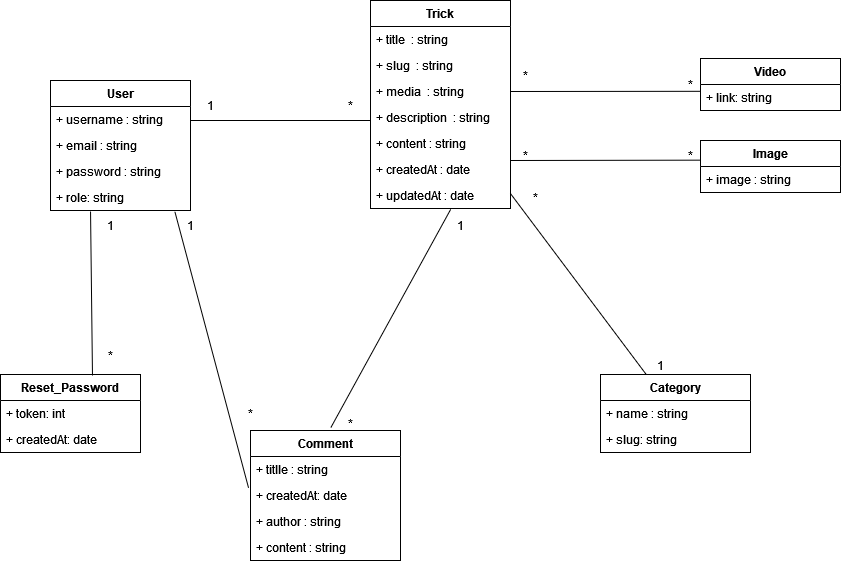 Trick
+ title : string
+ slug : string
+ media : string
+ description : string
+ content : string
+ createdAt : date
+ updatedAt : date
User
+ username : string
+ email : string
+ password : string
+ role: string
Video
+ link: string
Image
+ image : string
1
*
*
*
*
*
1
1
1
*
*
*
1
*
Reset_Password
+ token: int
+ createdAt: date
Category
+ name : string
+ slug: string
Comment
+ titlle : string
+ createdAt: date
+ author : string
+ content : string